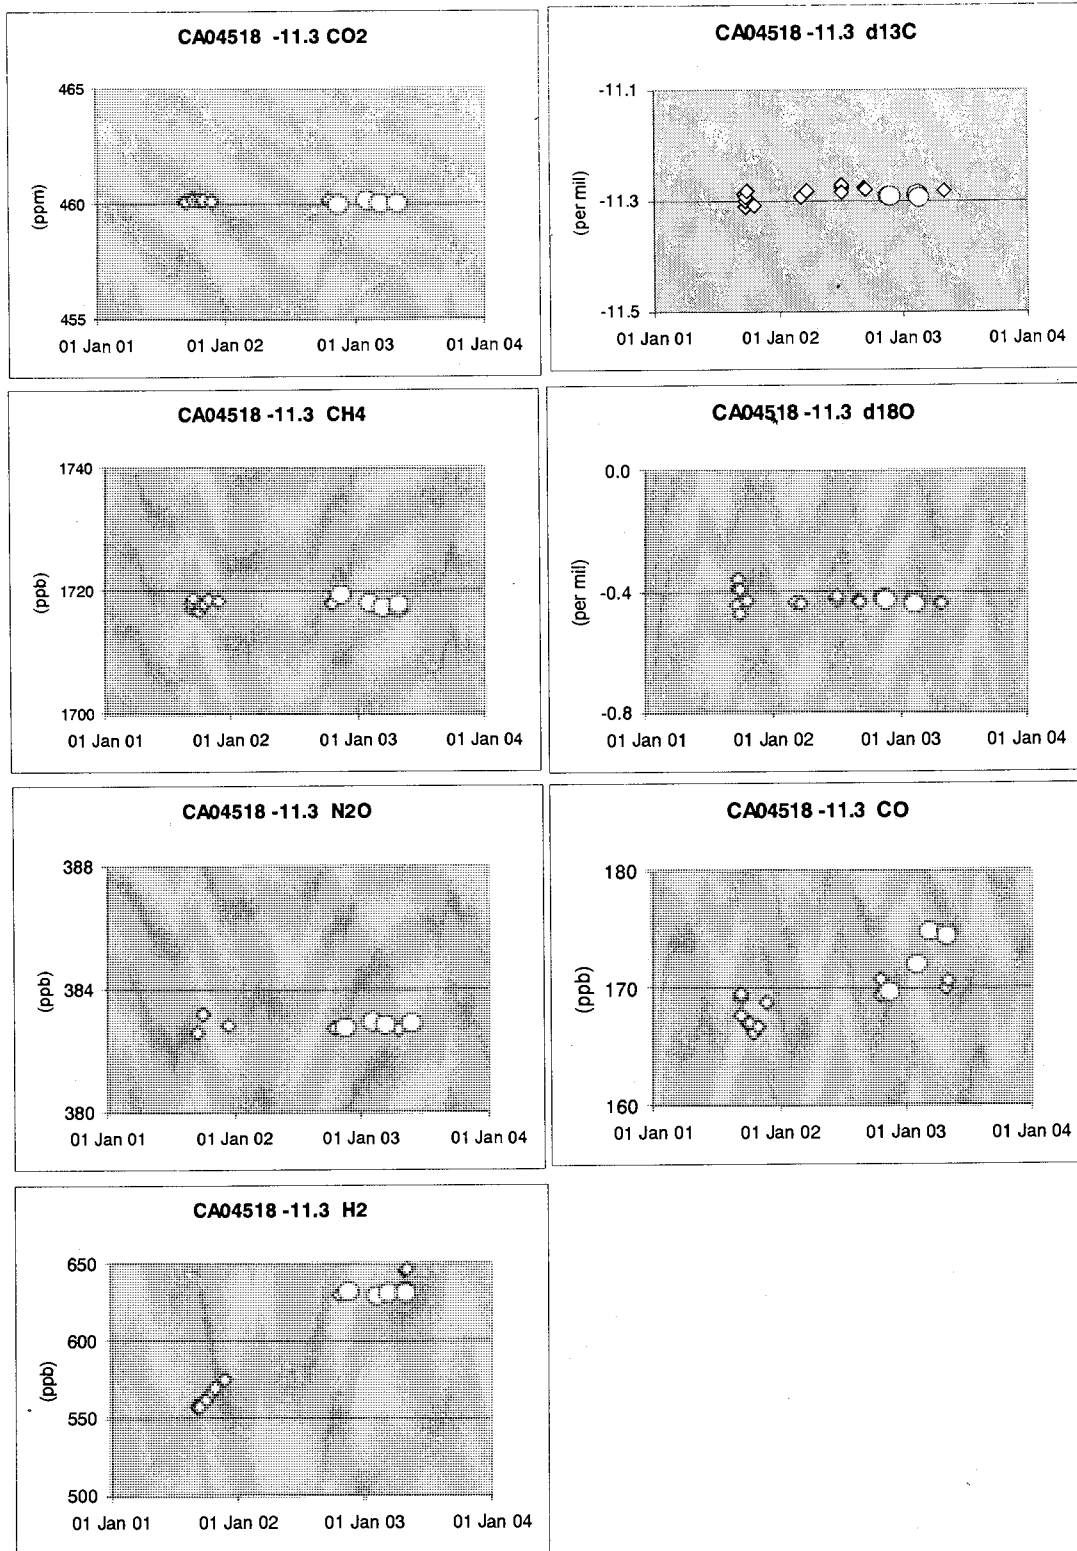 CA04518 -11.3 CO2
465
(ppm)
460
455
01 Jan 01 01 Jan 02 01 Jan 03 01 Jan 04
CA04518 -11.3 d13C
-11.1
(per mil)
-11.3
-11.5
01 Jan 01 01 Jan 02 01 Jan 03 01 Jan 04
CA04518 -11.3 CH4
1740
(ppb)
1720
1700
01 Jan 01 01 Jan 02 01 Jan 03 01 Jan 04
CA04518 -11.3 d18O
0.0
(per mil)
-0.4
-0.8
01 Jan 01 01 Jan 02 01 Jan 03 01 Jan 04
CA04518 -11.3 N2O
388
(ppb)
384
380
01 Jan 01 01 Jan 02 01 Jan 03 01 Jan 04
CA04518 -11.3 CO
180
(ppb)
170
160
01 Jan 01 01 Jan 02 01 Jan 03 01 Jan 04
CA04518 -11.3 H2
650
600
(ppb)
550
500
01 Jan 01 01 Jan 02 01 Jan 03 01 Jan 04